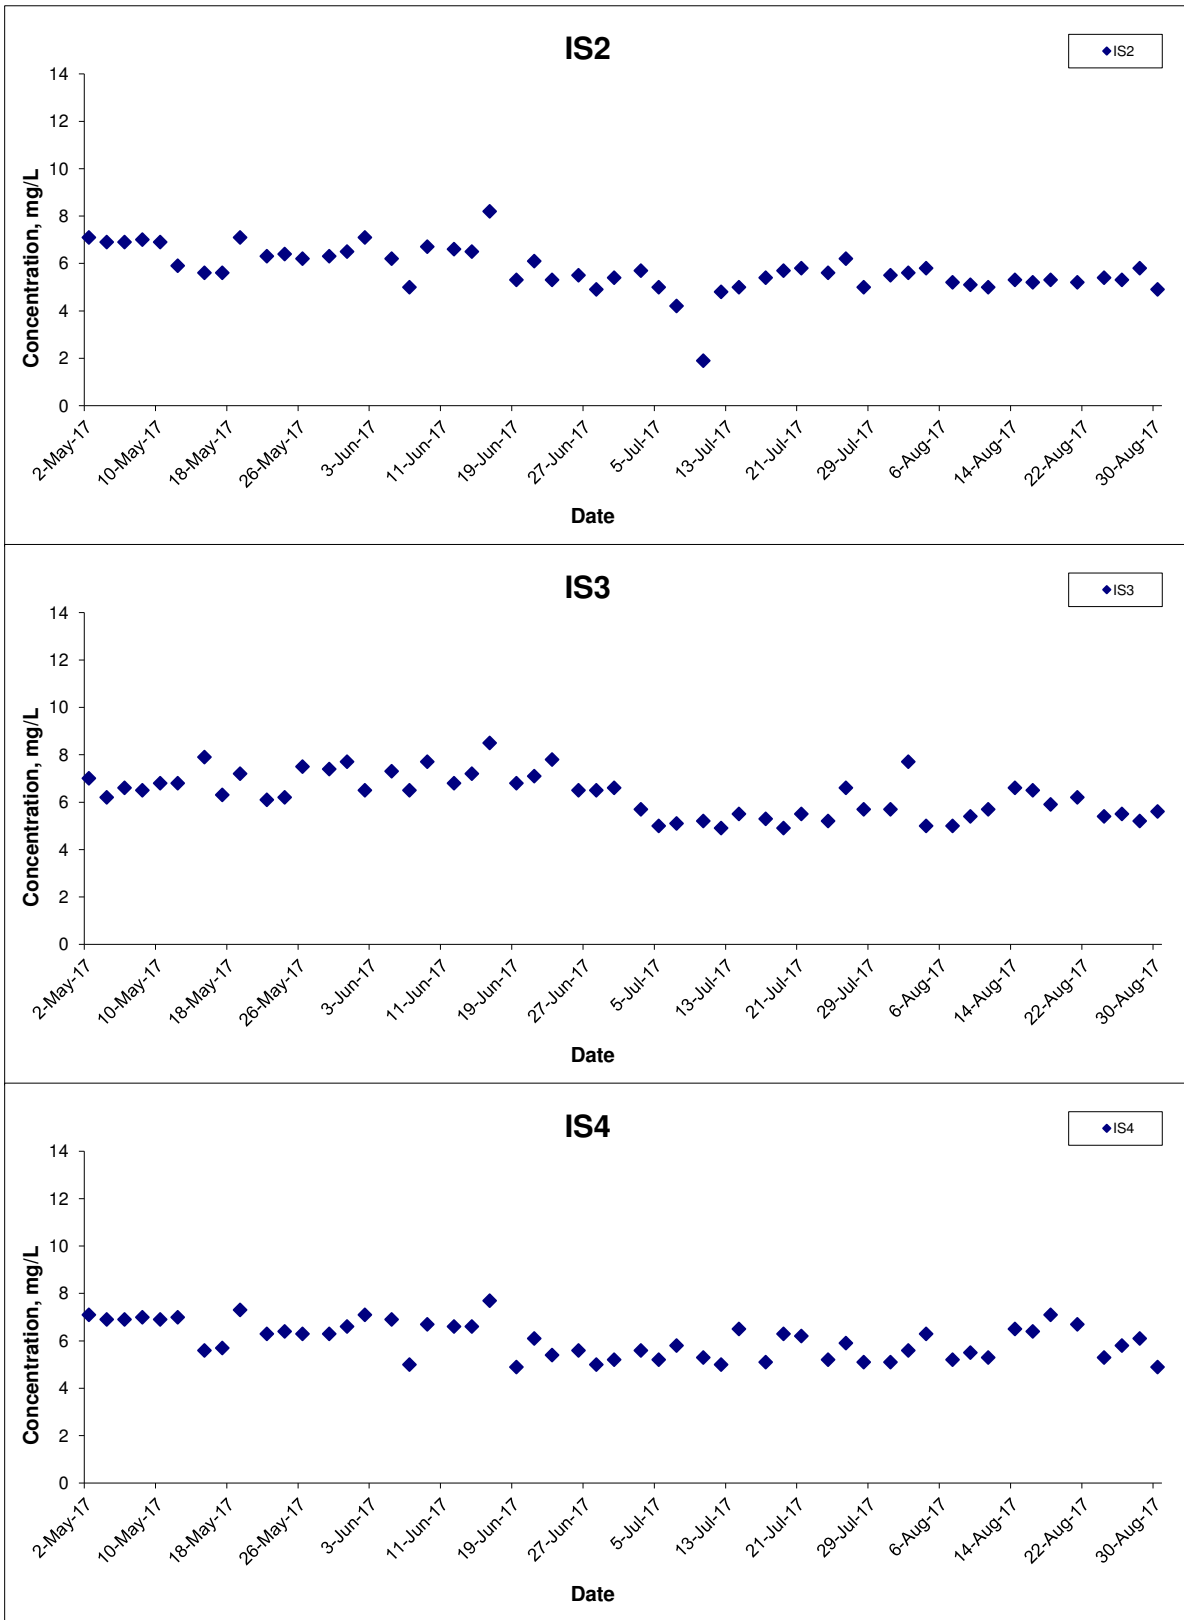 IS2
IS2
14
12
10
8
6
4
2
0
Concentration, mg/L
2-May-17 10-May-17 18-May-17 26-May-17 3-Jun-17 11-Jun-17 19-Jun-17 27-Jun-17 5-Jul-17 13-Jul-17 21-Jul-17 29-Jul-17 6-Aug-17 14-Aug-17 22-Aug-17 30-Aug-17
Date
IS3
IS3
14
12
10
8
6
4
2
0
Concentration, mg/L
2-May-17 10-May-17 18-May-17 26-May-17 3-Jun-17 11-Jun-17 19-Jun-17 27-Jun-17 5-Jul-17 13-Jul-17 21-Jul-17 29-Jul-17 6-Aug-17 14-Aug-17 22-Aug-17 30-Aug-17
Date
IS4
IS4
14
12
10
8
6
4
2
0
Concentration, mg/L
2-May-17 10-May-17 18-May-17 26-May-17 3-Jun-17 11-Jun-17 19-Jun-17 27-Jun-17 5-Jul-17 13-Jul-17 21-Jul-17 29-Jul-17 6-Aug-17 14-Aug-17 22-Aug-17 30-Aug-17
Date